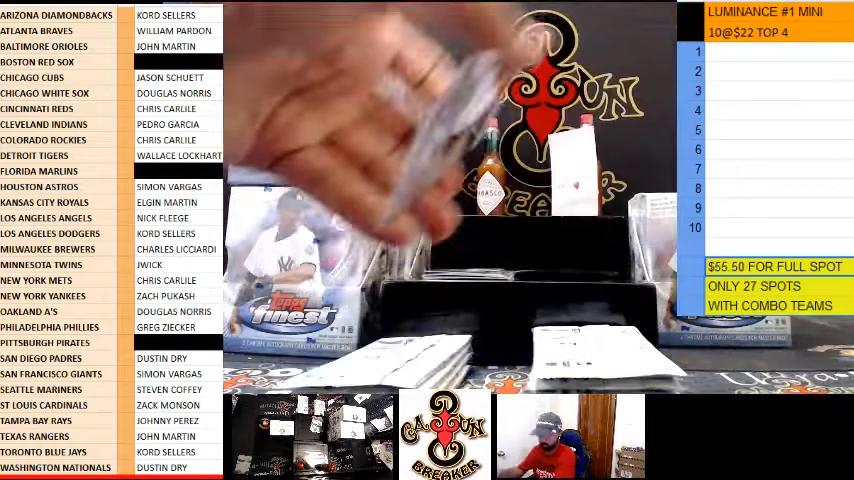 ARIZONA DIAMONDBACKS KORD SELLERS
ATLANTA BRAVES WILLIAM PARDON
BALTIMORE ORIOLES JOHN MARTIN
BOSTON RED SOX
CHICAGO CUBS JASON SCHUETT
CHICAGO WHITE SOX DOUGLAS NORRIS
CINCINNATI REDS CHRIS CARLILE
CLEVELAND INDIANS PEDRO GARCIA
COLORADO ROCKIES CHRIS CARLILE
DETROIT TIGERS WALLACE LOCKHART
FLORIDA MARLINS
HOUSTON ASTROS SIMON VARGAS
KANSAS CITY ROYALS ELGIN MARTIN
LOS ANGELES ANGELS NICK FLEEGE
LOS ANGELES DODGERS KORD SELLERS
MILWAUKEE BREWERS CHARLES LICCIARDI
MINNESOTA TWINS JWICK
NEW YORK METS CHRIS CARLILE
NEW YORK YANKEES ZACH PUKASH
OAKLAND A'S DOUGLAS NORRIS
PHILADELPHIA PHILLIES GREG ZIECKER
PITTSBURGH PIRATES
SAN DIEGO PADRES DUSTIN DRY
SAN FRANCISCO GIANTS SIMON VARGAS
SEATTLE MARINERS STEVEN COFFEY
ST LOUIS CARDINALS ZACK MONSON
TAMPA BAY RAYS JOHNNY PEREZ
TEXAS RANGERS JOHN MARTIN
TORONTO BLUE JAYS KORD SELLERS
WASHINGTON NATIONALS DUSTIN DRY
LUMINANCE #1 MINI
10@$22 TOP 4
1
2
3
4
5
6
7
8
9
10
$55.50 FOR FULL SPOT
ONLY 27 SPOTS
WITH COMBO TEAMS
UN
TABASCO
Topps
finest
CAJUN
BREAKER